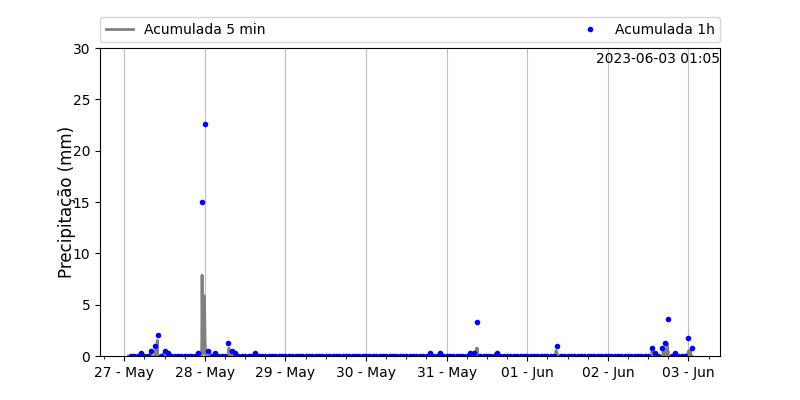 Acumulada 5 min
Acumulada 1h
2023-06-03 01:05
Precipitação (mm)
30
25
20
15
10
5
0
27 - May 28 - May 29 - May 30 - May 31 - May 01 - Jun 02 - Jun 03 - Jun